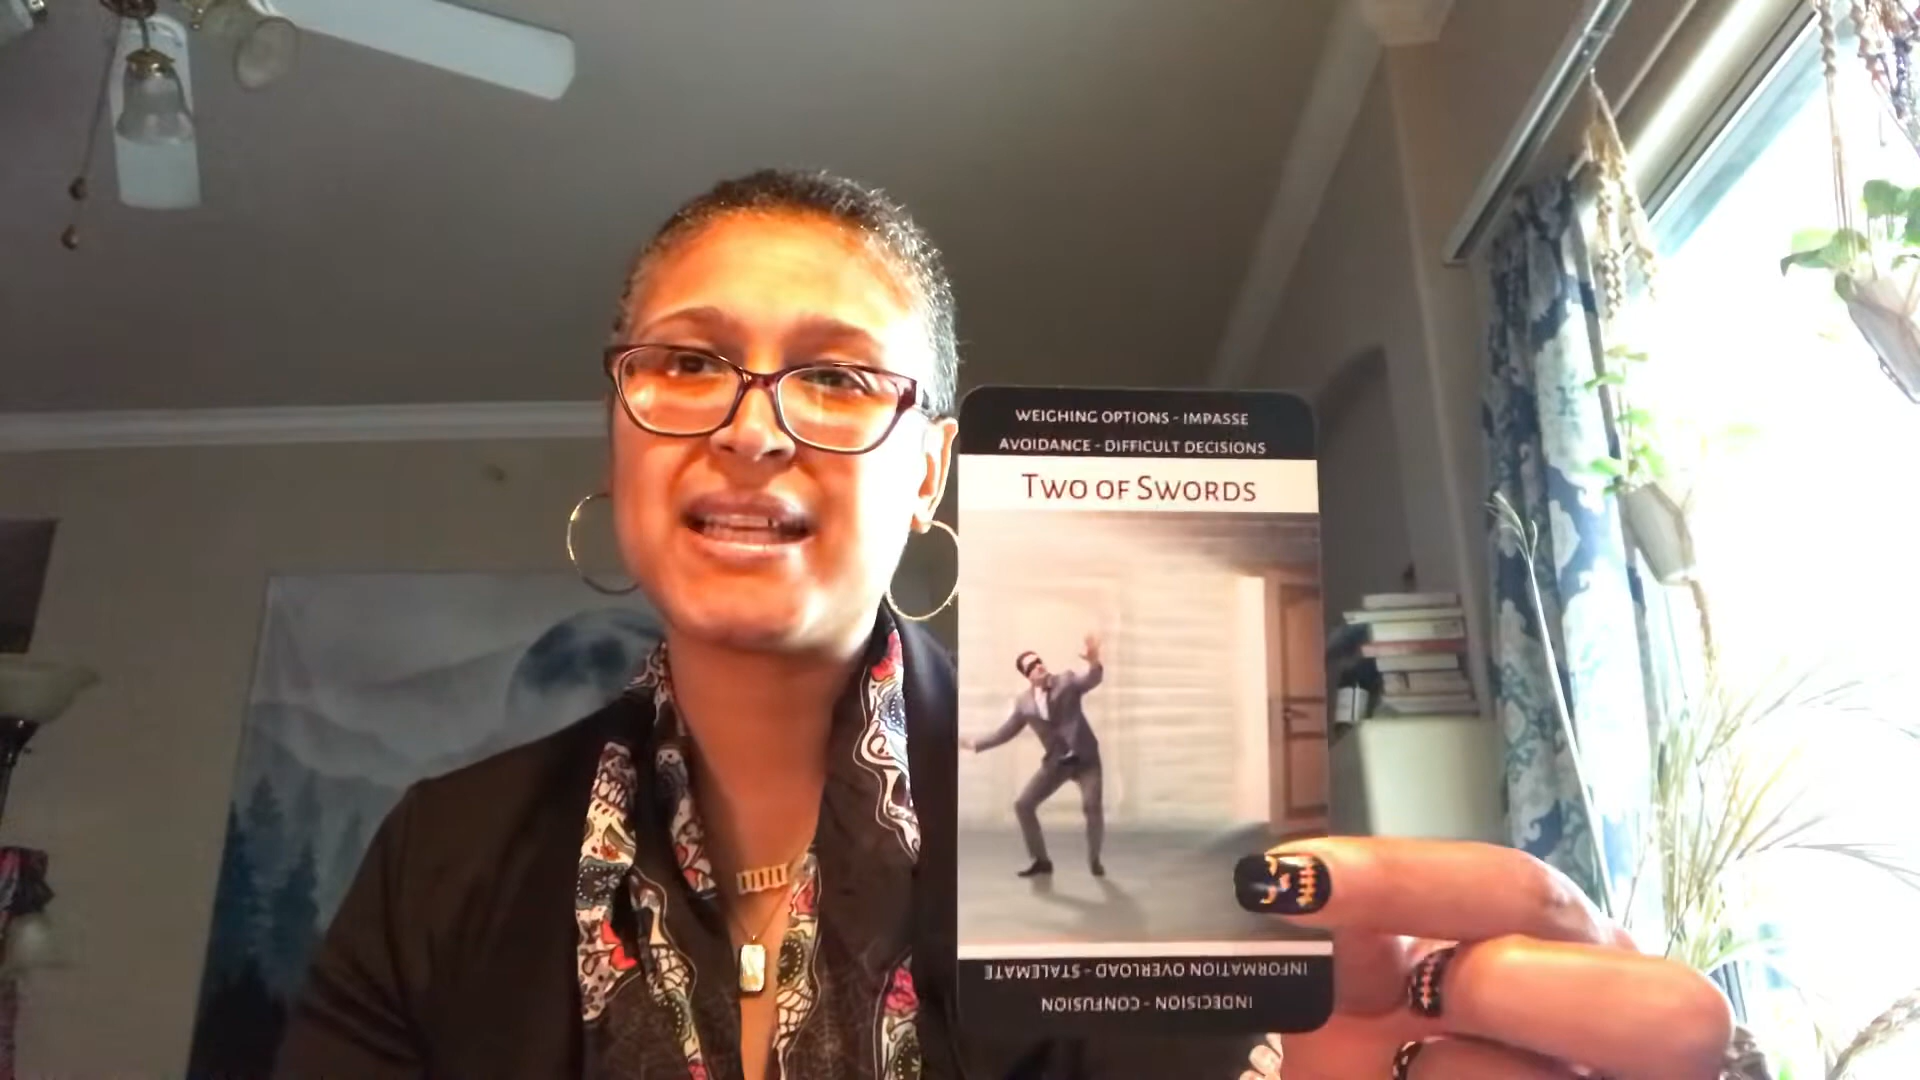 WEIGHING OPTIONS - IMPASSE
AVOIDANCE - DIFFICULT DECISIONS
TWO OF SWORDS
INFORMATION OVERLOAD - STALEMATE
INDECISION - CONFUSION